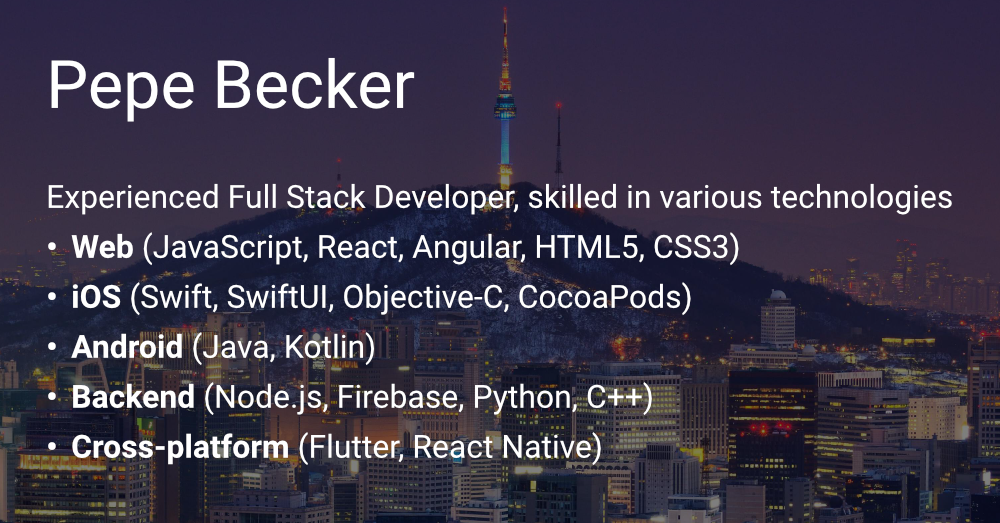 Pepe Becker
Experienced Full Stack Developer, skilled in various technologies
• Web (JavaScript, React, Angular, HTML5, CSS3)
• iOS (Swift, SwiftUI, Objective-C, CocoaPods)
• Android (Java, Kotlin)
• Backend (Node.js, Firebase, Python, C++)
• Cross-platform (Flutter, React Native)